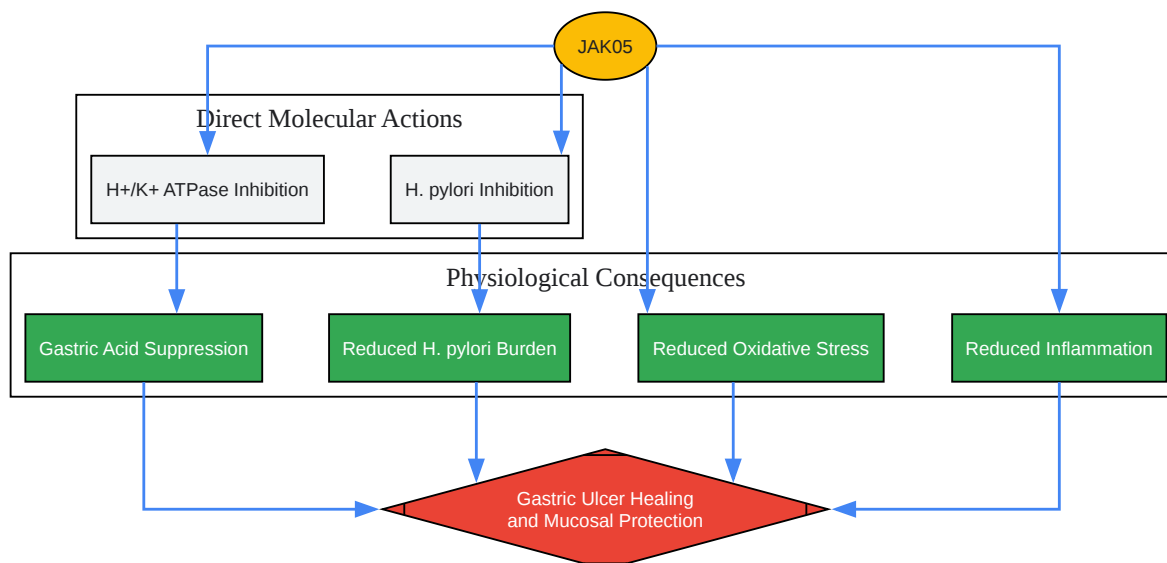 JAK05
Direct Molecular Actions
H+/K+ ATPase Inhibition
H. pylori Inhibition
Physiological Consequences
Gastric Acid Suppression
Reduced H. pylori Burden
Reduced Oxidative Stress
Reduced Inflammation
Gastric Ulcer Healing
and Mucosal Protection